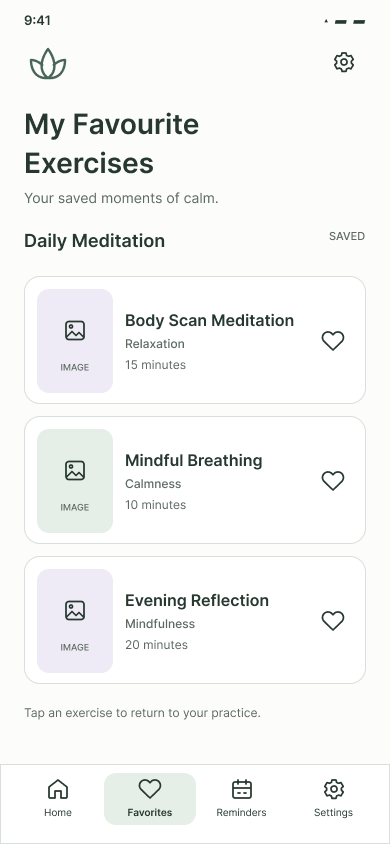 9:41
My Favourite
Exercises
Your saved moments of calm.
Daily Meditation
SAVED
Body Scan Meditation
Relaxation
15 minutes
IMAGE
Mindful Breathing
Calmness
10 minutes
IMAGE
Evening Reflection
Mindfulness
20 minutes
IMAGE
Tap an exercise to return to your practice.
Home
Favorites
Reminders
Settings